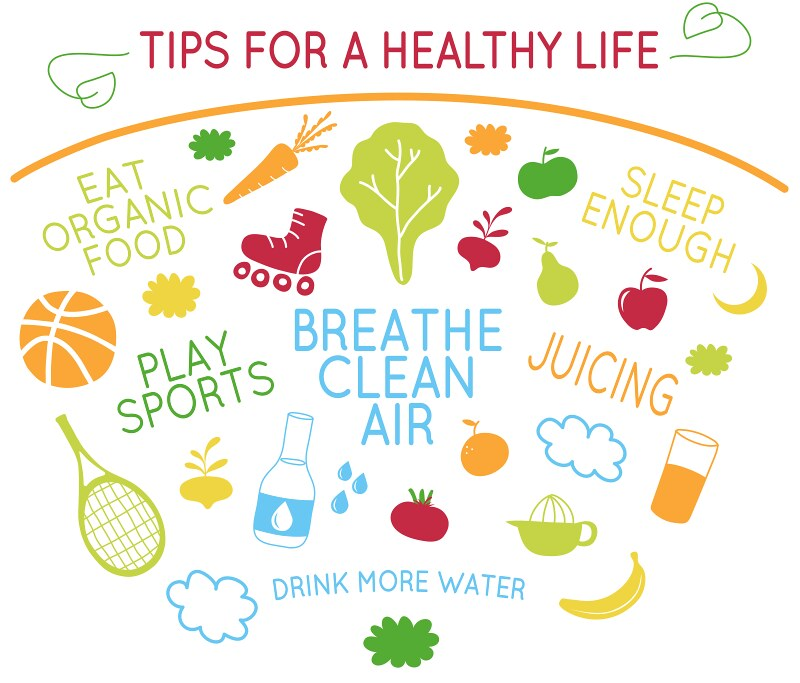 TIPS FOR A HEALTHY LIFE
EAT
ORGANIC
FOOD
SLEEP
ENOUGH
PLAY
SPORTS
BREATHE
CLEAN
AIR
JUICING
DRINK MORE WATER